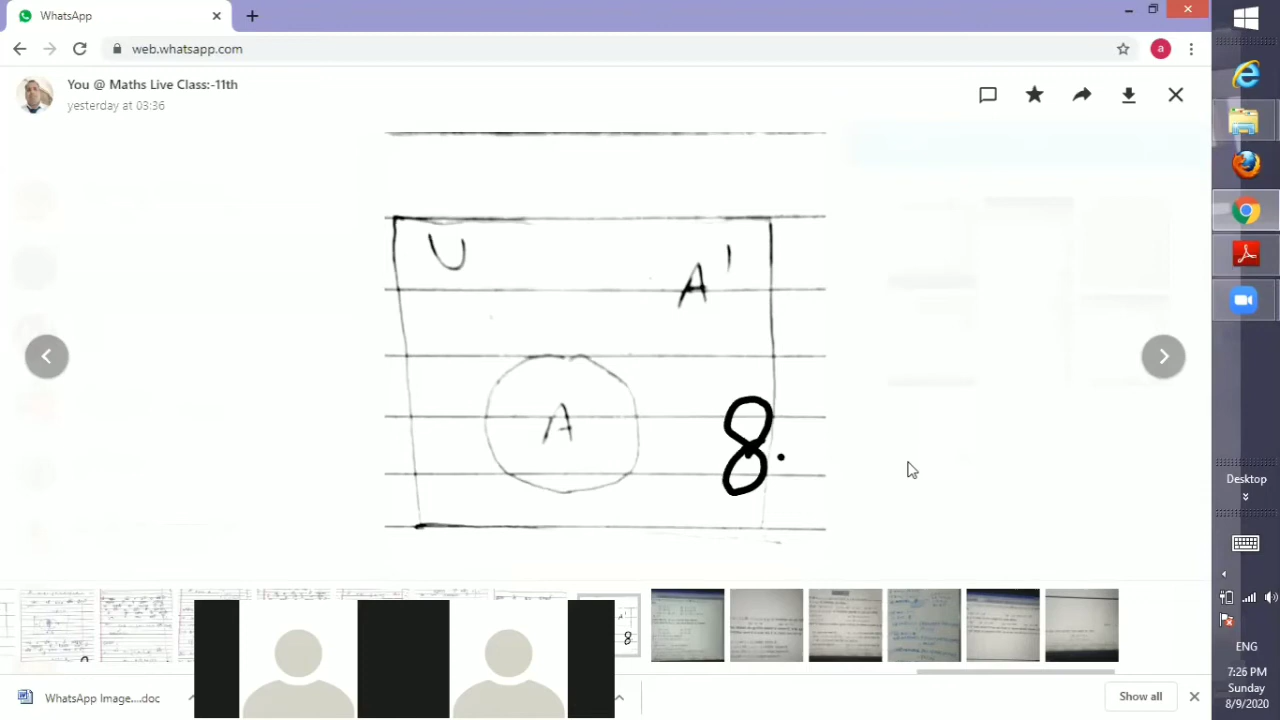 WhatsApp
web.whatsapp.com
a
You @ Maths Live Class:-11th
yesterday at 03:36
U
A'
A
8.
8
Desktop
ENG
7:26 PM
Sunday
8/9/2020
WhatsApp Image....doc
Show all